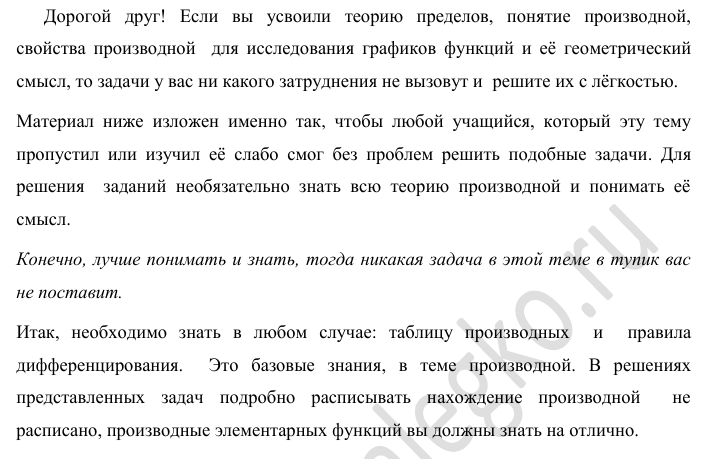 Дорогой друг! Если вы усвоили теорию пределов, понятие производной,
свойства производной для исследования графиков функций и её геометрический
смысл, то задачи у вас ни какого затруднения не вызовут и решите их с лёгкостью.
Материал ниже изложен именно так, чтобы любой учащийся, который эту тему
пропустил или изучил её слабо смог без проблем решить подобные задачи. Для
решения заданий необязательно знать всю теорию производной и понимать её
смысл.
Конечно, лучше понимать и знать, тогда никакая задача в этой теме в тупик вас
не поставит.
Итак, необходимо знать в любом случае: таблицу производных и правила
дифференцирования. Это базовые знания, в теме производной. В решениях
представленных задач подробно расписывать нахождение производной не
расписано, производные элементарных функций вы должны знать на отлично.
legko.ru